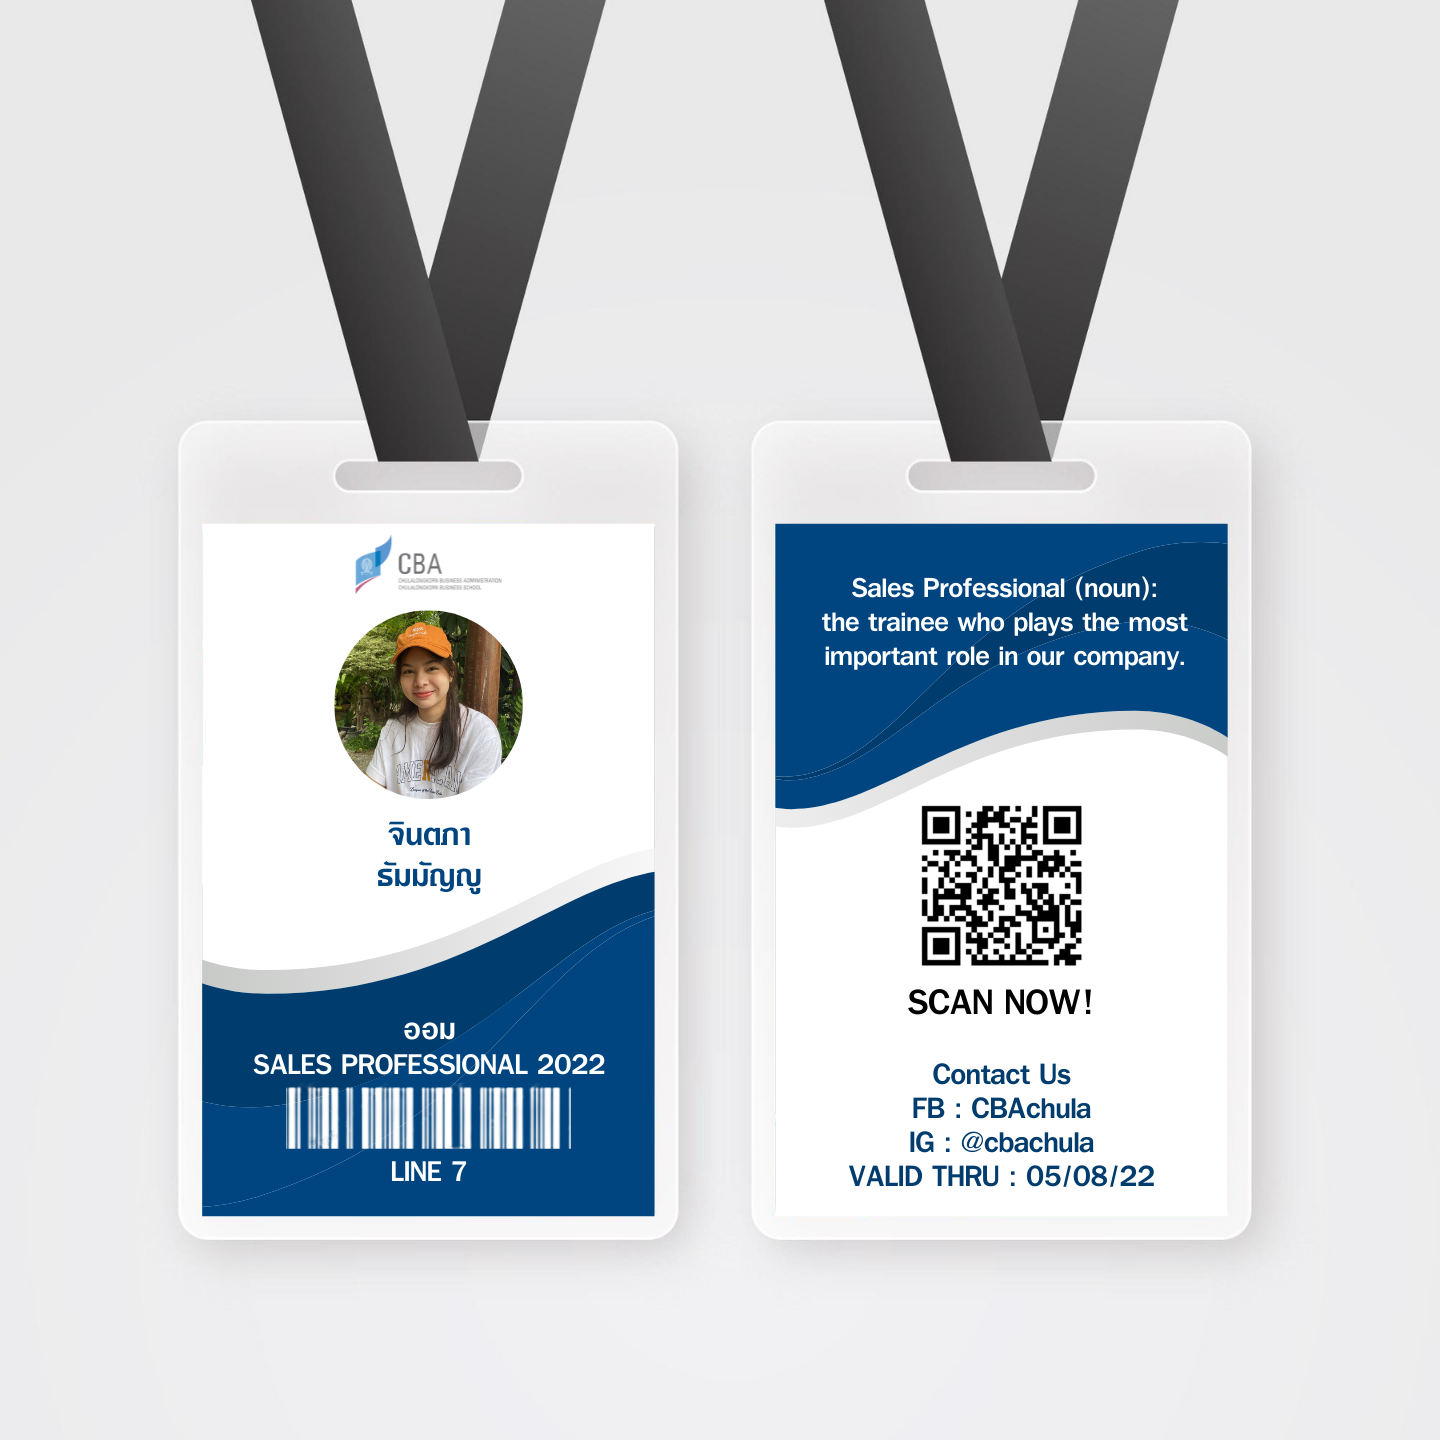 CBA
CHULALONGKORN BUSINESS ADMINISTRATION
CHULALONGKORN BUSINESS SCHOOL
จินตภา
ธัมมัญญู
ออม
SALES PROFESSIONAL 2022
LINE 7
Sales Professional (noun):
the trainee who plays the most
important role in our company.
SCAN NOW!
Contact Us
FB : CBAchula
IG : @cbachula
VALID THRU : 05/08/22